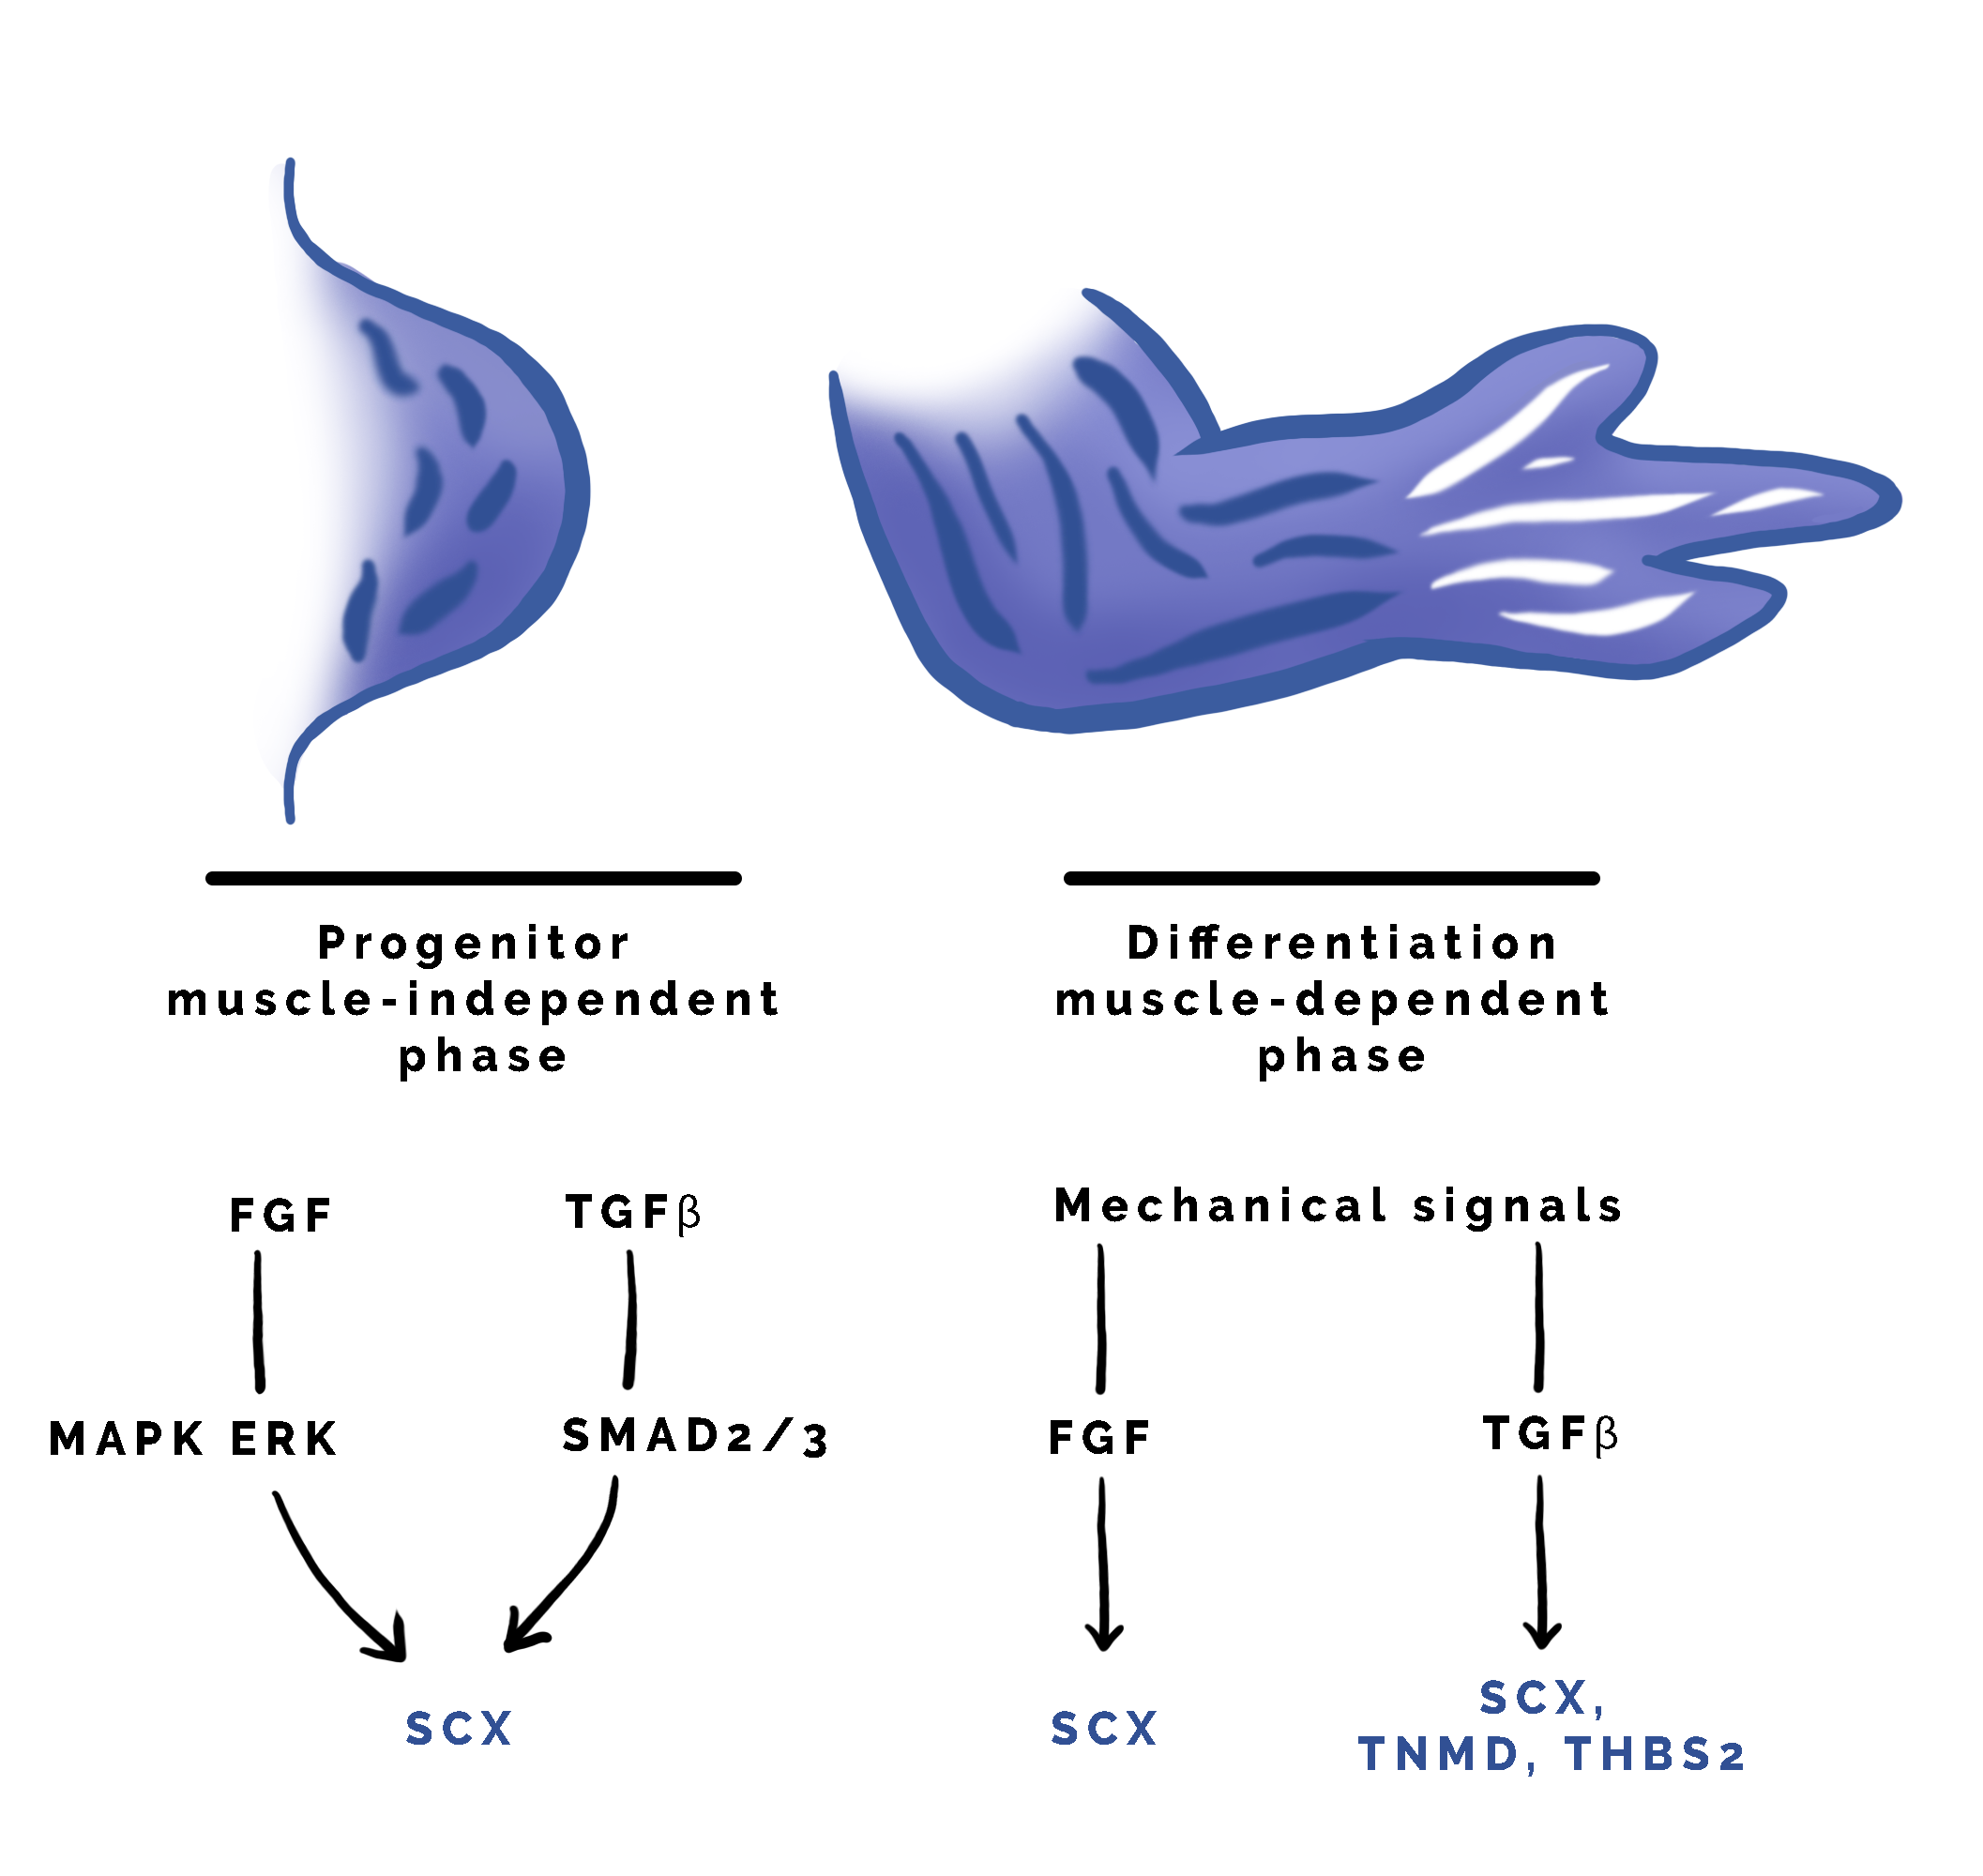 Progenitor
muscle-independent
phase
Differentiation
muscle-dependent
phase
FGF
TGFβ
MAPK ERK
SMAD2/3
SCX
Mechanical signals
FGF
TGFβ
SCX
SCX,
TNMD, THBS2